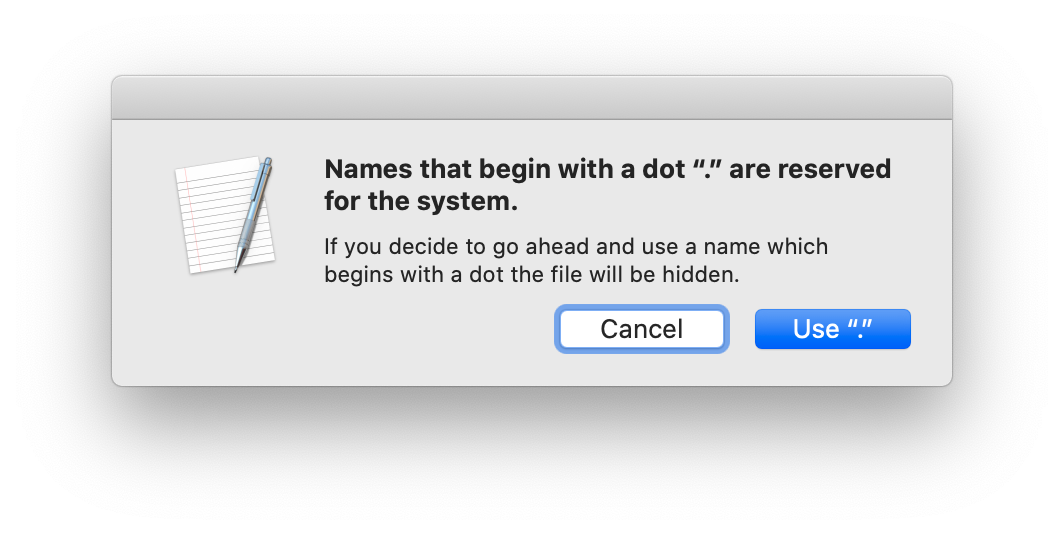 Names that begin with a dot “.” are reserved
for the system.
If you decide to go ahead and use a name which
begins with a dot the file will be hidden.
Cancel
Use “.”